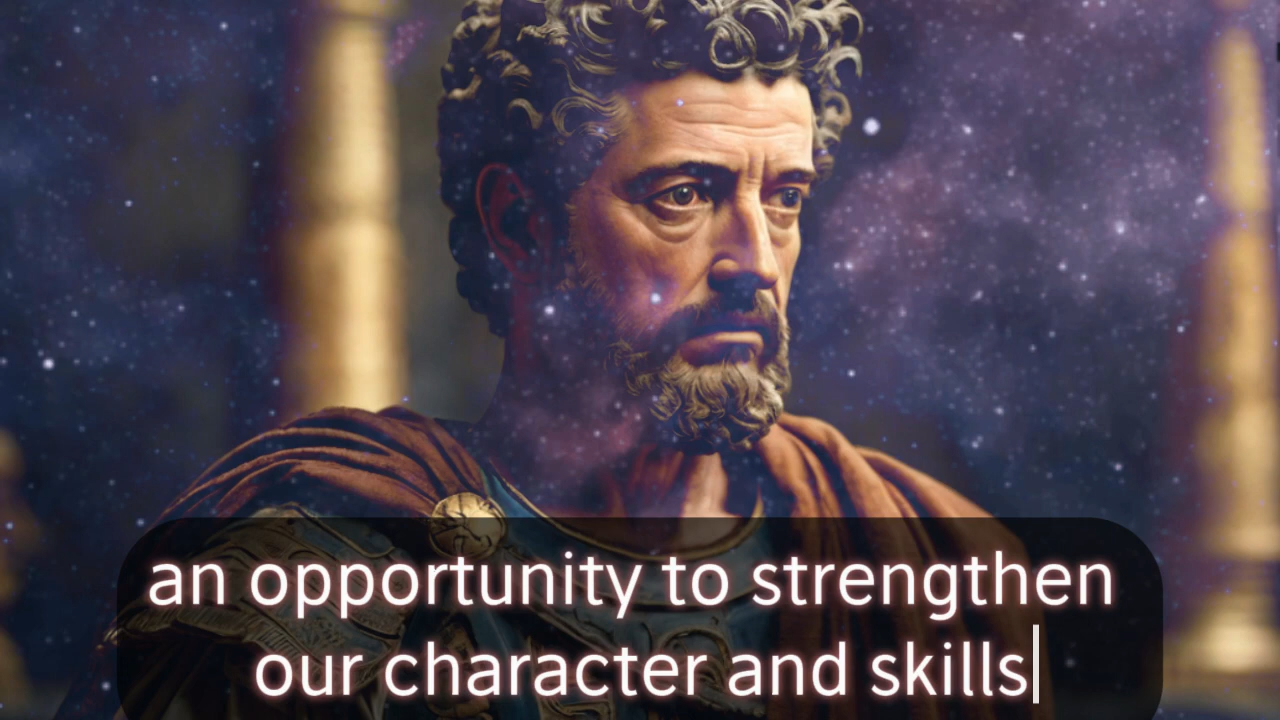 an opportunity to strengthen
our character and skills